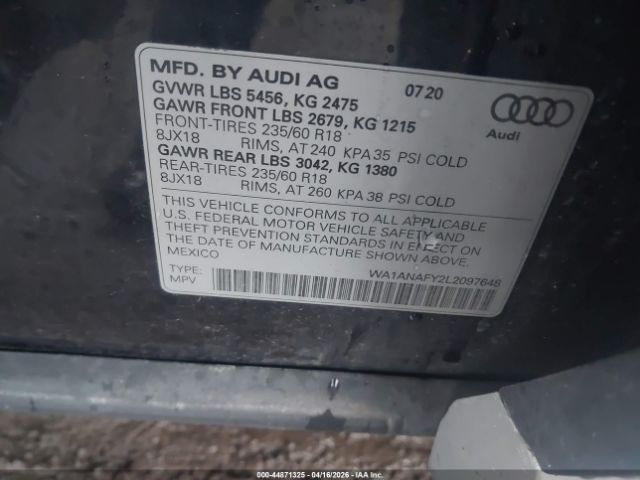 MFD. BY AUDI AG 07 20
GVWR LBS 5456, KG 2475
GAWR FRONT LBS 2679, KG 1215
FRONT-TIRES 235/60 R18
8JX18 RIMS, AT 240 KPA 35 PSI COLD
GAWR REAR LBS 3042, KG 1380
REAR-TIRES 235/60 R18
8JX18 RIMS, AT 260 KPA 38 PSI COLD
Audi
THIS VEHICLE CONFORMS TO ALL APPLICABLE
U.S. FEDERAL MOTOR VEHICLE SAFETY AND
THEFT PREVENTION STANDARDS IN EFFECT ON
THE DATE OF MANUFACTURE SHOWN ABOVE.
MEXICO
TYPE: WA1ANAFY2L2097648
MPV
000-44871325 - 04/16/2026 - IAA INC.